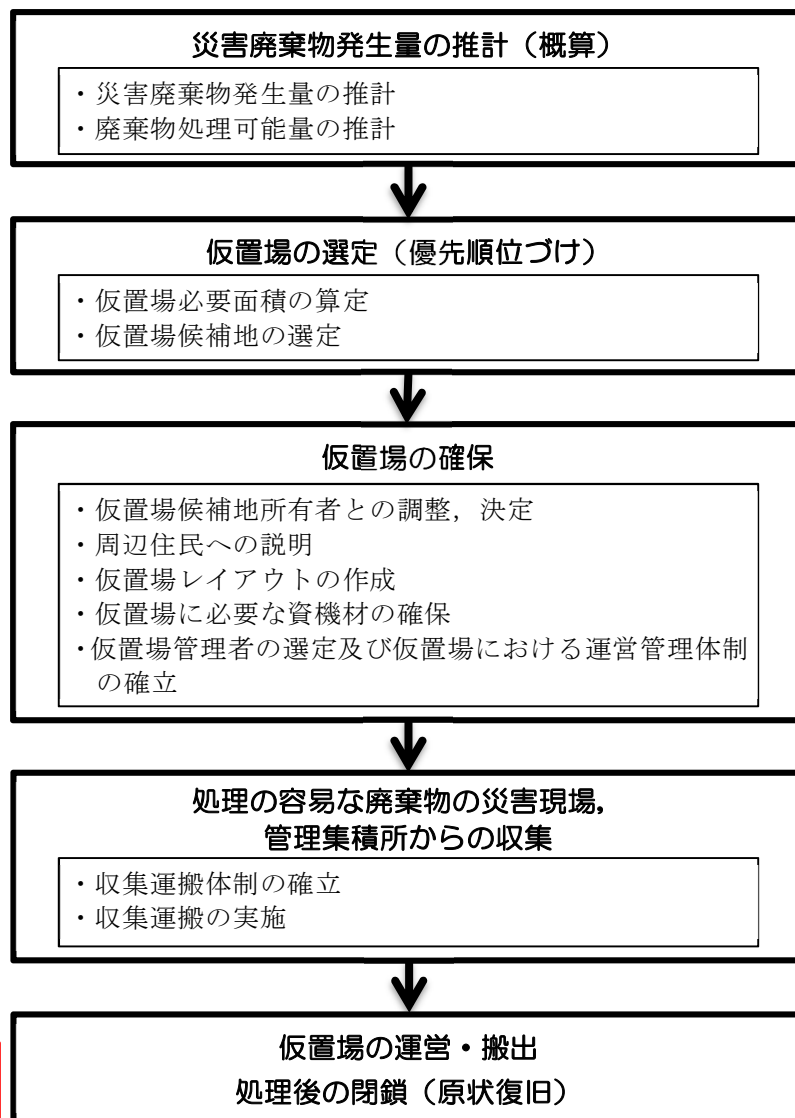 災害廃棄物発生量の推計（概算）
・災害廃棄物発生量の推計
・廃棄物処理可能量の推計
仮置場の選定（優先順位づけ）
・仮置場必要面積の算定
・仮置場候補地の選定
仮置場の確保
・仮置場候補地所有者との調整，決定
・周辺住民への説明
・仮置場レイアウトの作成
・仮置場に必要な資機材の確保
・仮置場管理者の選定及び仮置場における運営管理体制
の確立
処理の容易な廃棄物の災害現場，
管理集積所からの収集
・収集運搬体制の確立
・収集運搬の実施
仮置場の運営・搬出
処理後の閉鎖（原状復旧）